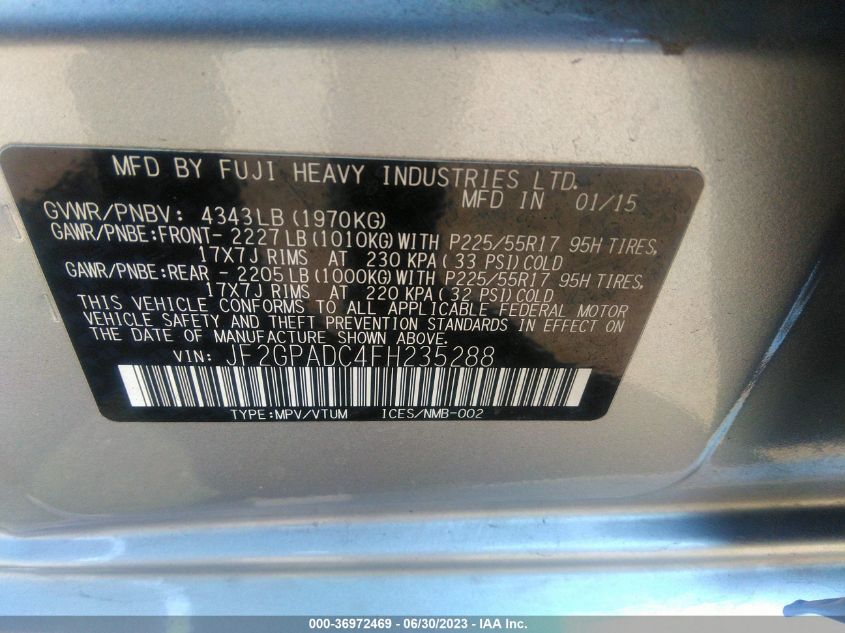 MFD BY FUJI HEAVY INDUSTRIES LTD.
MFD IN 01/15
GVWR/PNBV: 4343LB(1970KG)
GAWR/PNBE:FRONT- 2227LB(1010KG)WITH P225/55R17 95H TIRES,
17X7J RIMS AT 230 KPA(33 PSI)COLD
GAWR/PNBE:REAR - 2205LB(1000KG)WITH P225/55R17 95H TIRES,
17X7J RIMS AT 220 KPA(32 PSI)COLD
THIS VEHICLE CONFORMS TO ALL APPLICABLE FEDERAL MOTOR
VEHICLE SAFETY AND THEFT PREVENTION STANDARDS IN EFFECT ON
THE DATE OF MANUFACTURE SHOWN ABOVE.
VIN: JF2GPADC4FH235288
TYPE:MPV/VTUM ICES/NMB-002
000-36972469 - 06/30/2023 - IAA Inc.